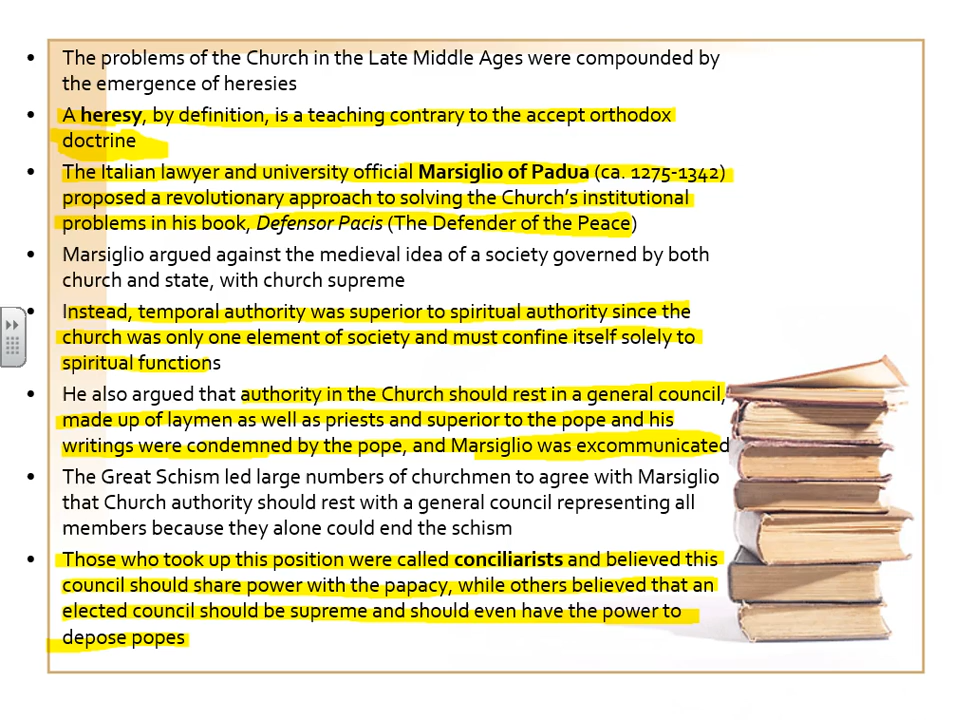 • The problems of the Church in the Late Middle Ages were compounded by
the emergence of heresies
• A heresy, by definition, is a teaching contrary to the accept orthodox
doctrine
• The Italian lawyer and university official Marsiglio of Padua (ca. 1275-1342)
proposed a revolutionary approach to solving the Church's institutional
problems in his book, Defensor Pacis (The Defender of the Peace)
• Marsiglio argued against the medieval idea of a society governed by both
church and state, with church supreme
• Instead, temporal authority was superior to spiritual authority since the
church was only one element of society and must confine itself solely to
spiritual functions
• He also argued that authority in the Church should rest in a general council,
made up of laymen as well as priests and superior to the pope and his
writings were condemned by the pope, and Marsiglio was excommunicated
• The Great Schism led large numbers of churchmen to agree with Marsiglio
that Church authority should rest with a general council representing all
members because they alone could end the schism
• Those who took up this position were called conciliarists and believed this
council should share power with the papacy, while others believed that an
elected council should be supreme and should even have the power to
depose popes